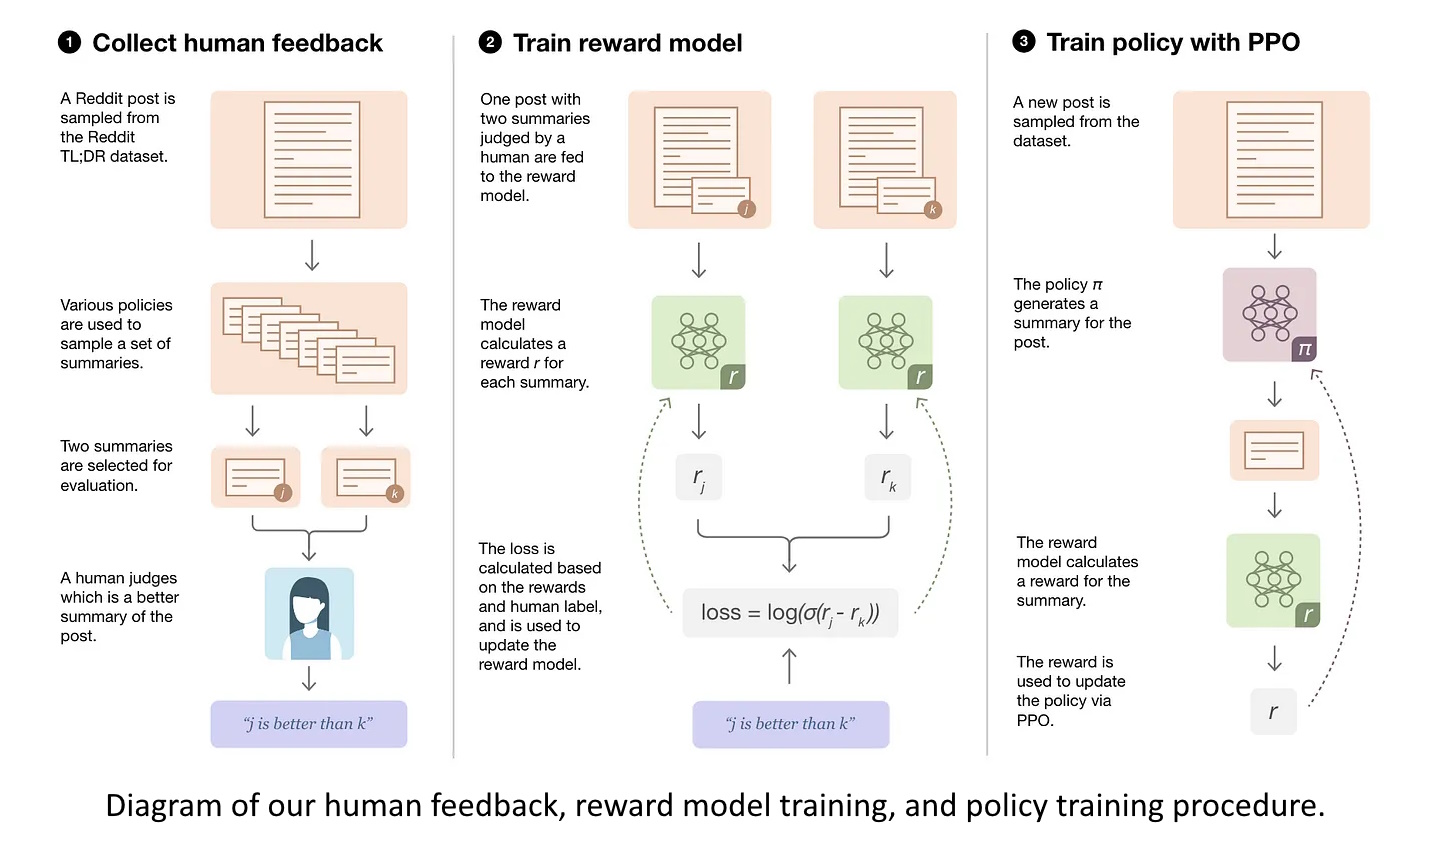 1 Collect human feedback
A Reddit post is
sampled from
the Reddit
TL;DR dataset.
Various policies
are used to
sample a set of
summaries.
Two summaries
are selected for
evaluation.
j
k
A human judges
which is a better
summary of the
post.
“j is better than k”
2 Train reward model
One post with
two summaries
judged by a
human are fed
to the reward
model.
j
k
The reward
model
calculates a
reward r for
each summary.
r
r
rj
rk
The loss is
calculated based
on the rewards
and human label,
and is used to
update the
reward model.
loss = log(σ(rj - rk))
“j is better than k”
3 Train policy with PPO
A new post is
sampled from the
dataset.
The policy π
generates a
summary for the
post.
π
The reward
model calculates
a reward for the
summary.
r
The reward is
used to update
the policy via
PPO.
r
Diagram of our human feedback, reward model training, and policy training procedure.